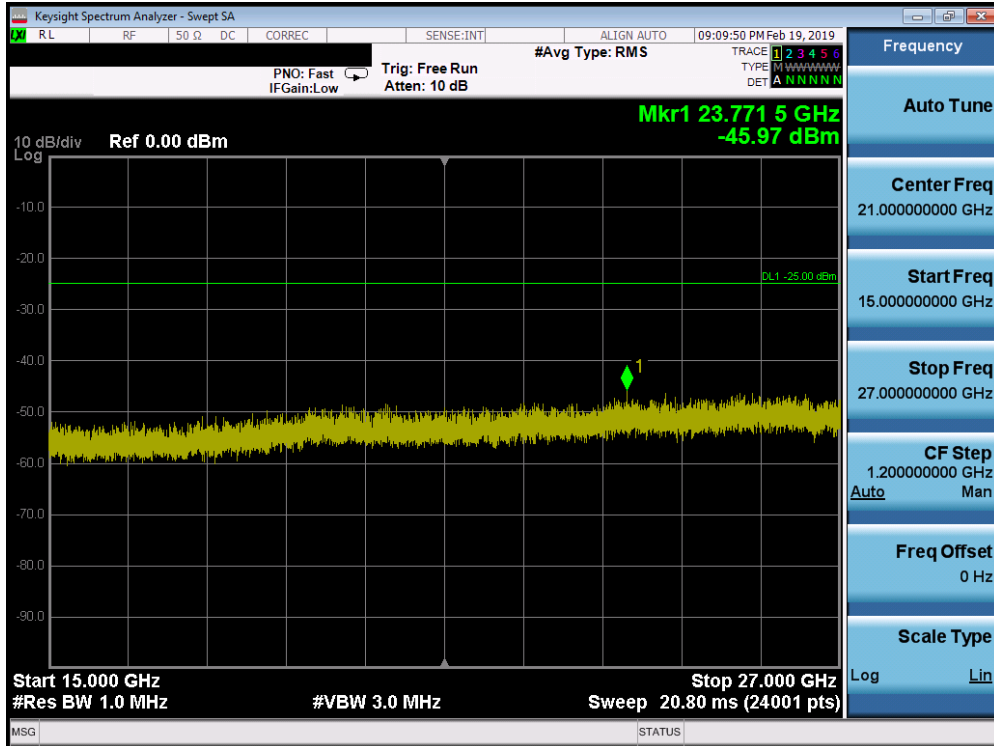 Keysight Spectrum Analyzer - Swept SA
LXI RL RF 50 Ω DC CORREC SENSE:INT ALIGN AUTO 09:09:50 PM Feb 19, 2019
#Avg Type: RMS TRACE 1 2 3 4 5 6
PNO: Fast Trig: Free Run TYPE M WWWWW
IFGain:Low Atten: 10 dB DET A N N N N N
Mkr1 23.771 5 GHz
10 dB/div Ref 0.00 dBm -45.97 dBm
Log
-10.0
-20.0
DL1 -25.00 dBm
-30.0
-40.0
1
-50.0
-60.0
-70.0
-80.0
-90.0
Start 15.000 GHz Stop 27.000 GHz
#Res BW 1.0 MHz #VBW 3.0 MHz Sweep 20.80 ms (24001 pts)
MSG STATUS
Frequency
Auto Tune
Center Freq
21.000000000 GHz
Start Freq
15.000000000 GHz
Stop Freq
27.000000000 GHz
CF Step
1.200000000 GHz
Auto Man
Freq Offset
0 Hz
Scale Type
Log Lin